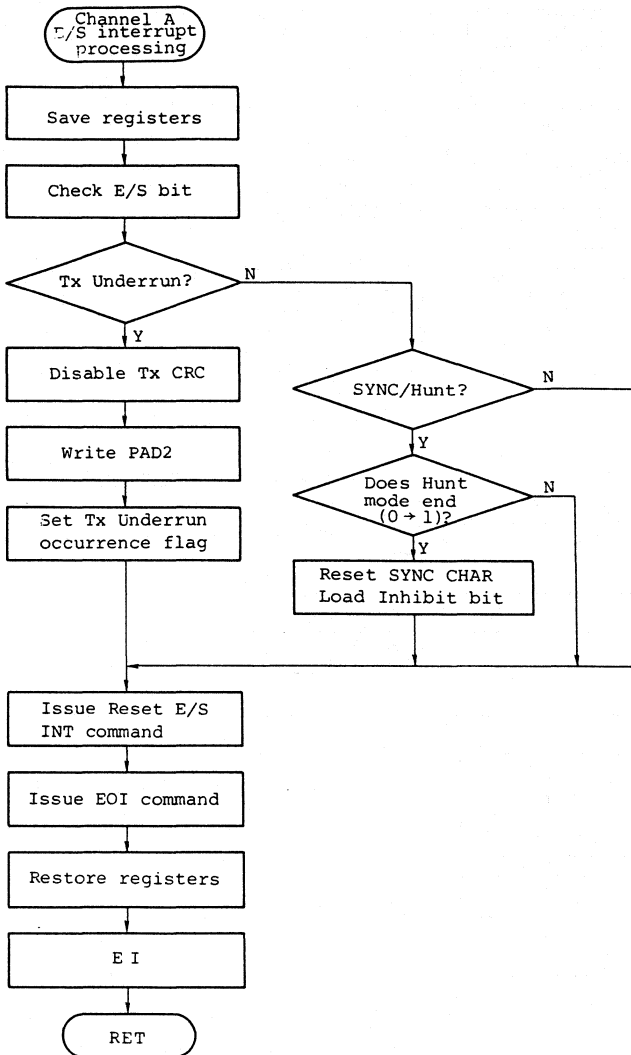 Channel A
E/S interrupt
processing
Save registers
Check E/S bit
Tx Underrun?
N
Y
Disable Tx CRC
Write PAD2
Set Tx Underrun
occurrence flag
SYNC/Hunt?
N
Y
Does Hunt
mode end
(0 → 1)?
N
Y
Reset SYNC CHAR
Load Inhibit bit
Issue Reset E/S
INT command
Issue EOI command
Restore registers
E I
RET